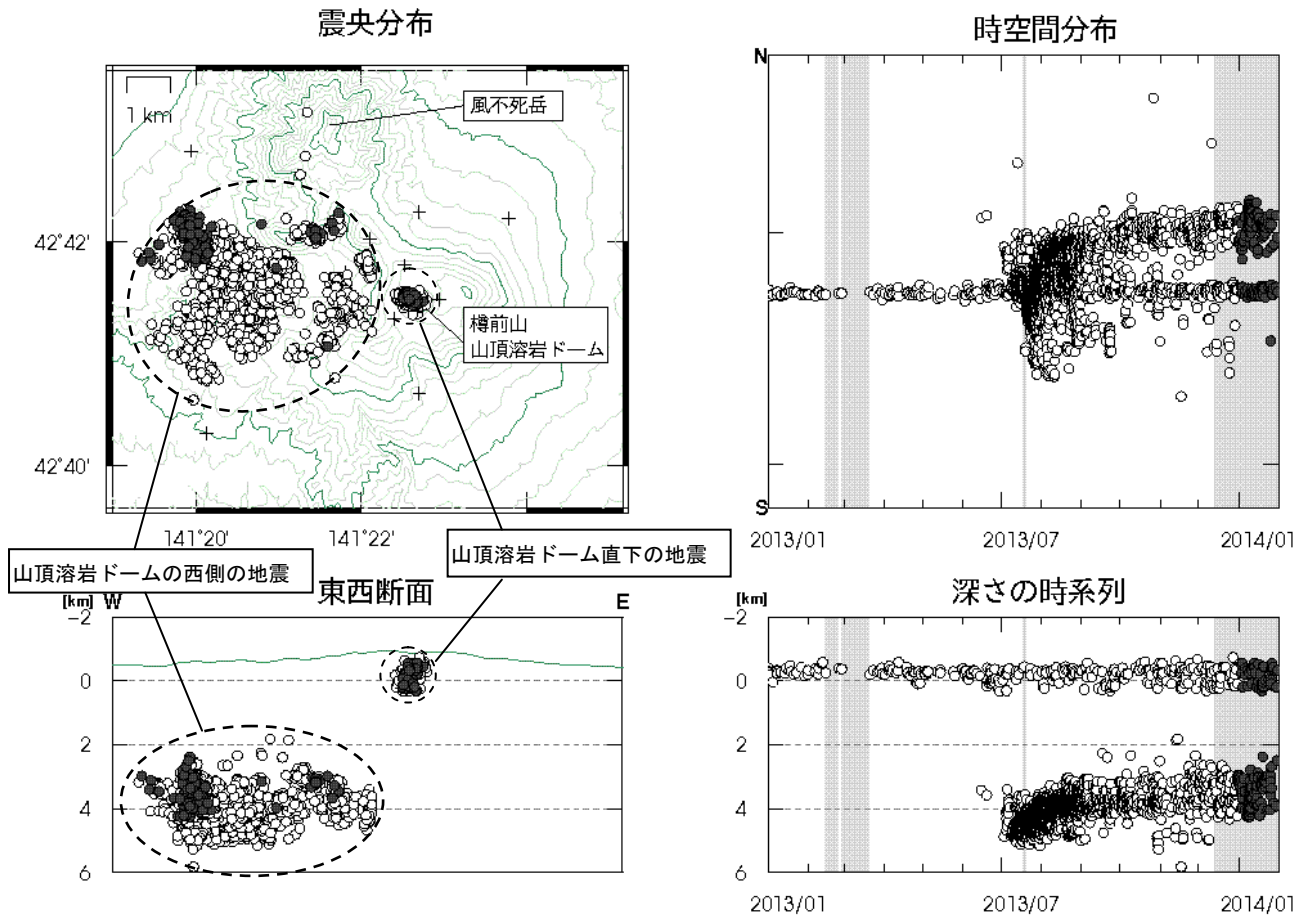 震央分布
1 km
風不死岳
42°42'
樽前山
山頂溶岩ドーム
42°40'
141°20'
141°22'
時空間分布
N
S
2013/01
2013/07
2014/01
山頂溶岩ドームの西側の地震
山頂溶岩ドーム直下の地震
東西断面
[km]
W
E
-2
0
2
4
6
深さの時系列
[km]
-2
0
2
4
6
2013/01
2013/07
2014/01